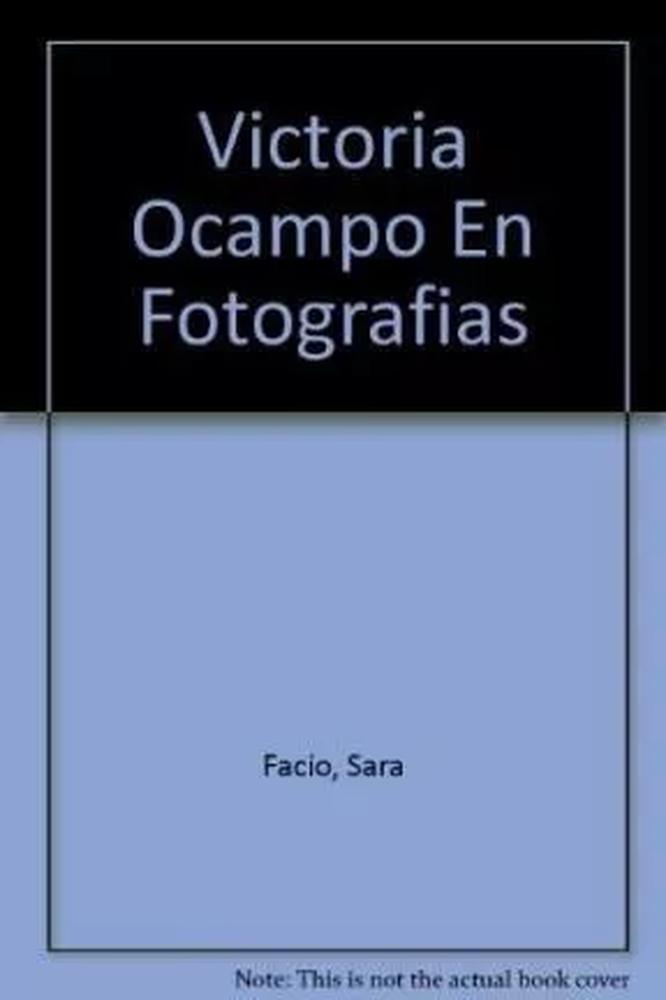 Victoria
Ocampo En
Fotografias
Facio, Sara
Note: This is not the actual book cover